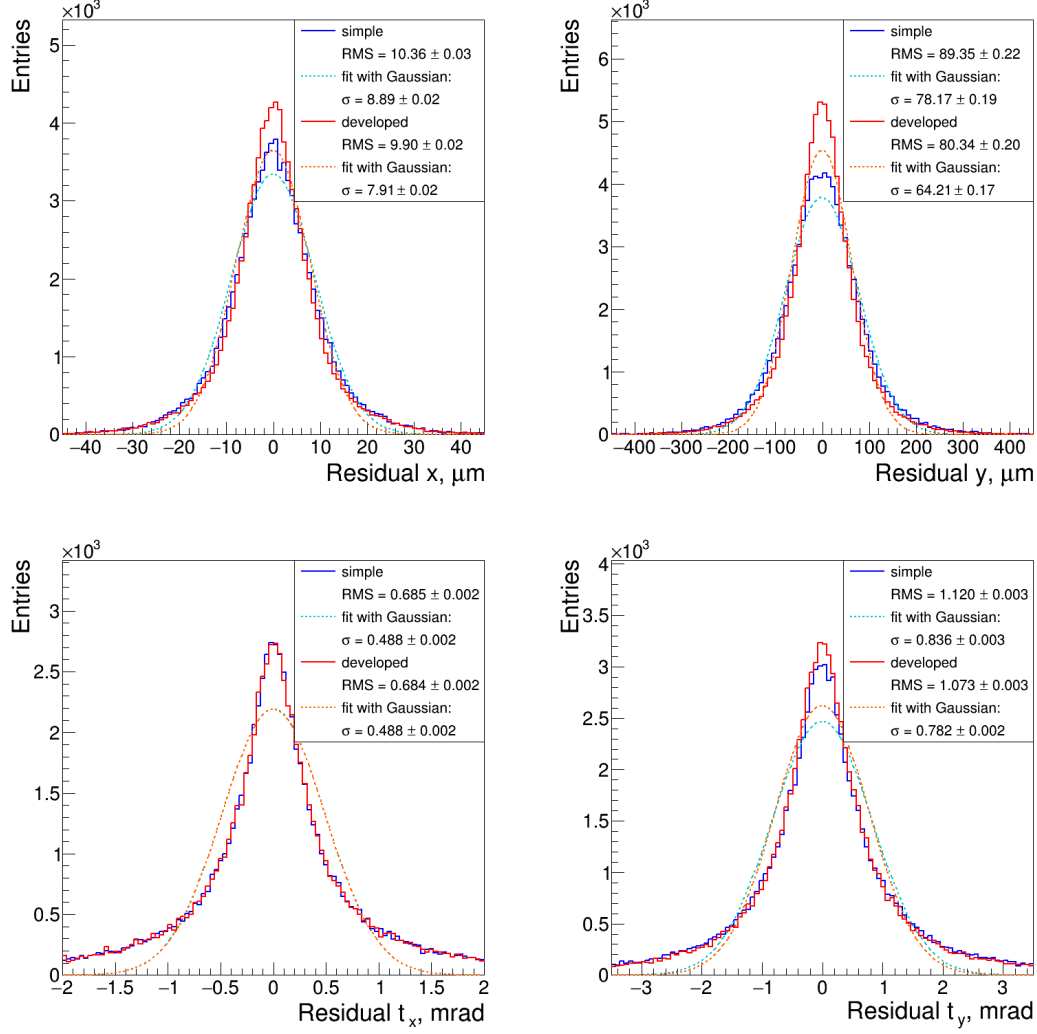 ×10³
Entries
5
4
3
2
1
0
simple
RMS = 10.36 ± 0.03
fit with Gaussian:
σ = 8.89 ± 0.02
developed
RMS = 9.90 ± 0.02
fit with Gaussian:
σ = 7.91 ± 0.02
−40 −30 −20 −10 0 10 20 30 40
Residual x, μm
×10³
Entries
6
5
4
3
2
1
0
simple
RMS = 89.35 ± 0.22
fit with Gaussian:
σ = 78.17 ± 0.19
developed
RMS = 80.34 ± 0.20
fit with Gaussian:
σ = 64.21 ± 0.17
−400 −300 −200 −100 0 100 200 300 400
Residual y, μm
×10³
Entries
3
2.5
2
1.5
1
0.5
0
simple
RMS = 0.685 ± 0.002
fit with Gaussian:
σ = 0.488 ± 0.002
developed
RMS = 0.684 ± 0.002
fit with Gaussian:
σ = 0.488 ± 0.002
−2 −1.5 −1 −0.5 0 0.5 1 1.5 2
Residual tₓ, mrad
×10³
Entries
4
3.5
3
2.5
2
1.5
1
0.5
0
simple
RMS = 1.120 ± 0.003
fit with Gaussian:
σ = 0.836 ± 0.003
developed
RMS = 1.073 ± 0.003
fit with Gaussian:
σ = 0.782 ± 0.002
−3 −2 −1 0 1 2 3
Residual t_y, mrad